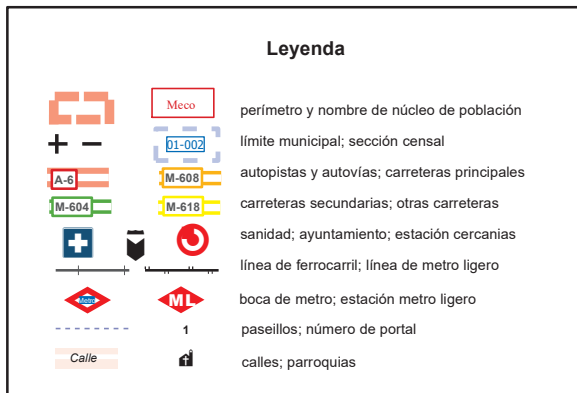 Leyenda
Meco
perímetro y nombre de núcleo de población
01-002
límite municipal; sección censal
A-6
M-608
autopistas y autovías; carreteras principales
M-604
M-618
carreteras secundarias; otras carreteras
sanidad; ayuntamiento; estación cercanias
línea de ferrocarril; línea de metro ligero
Metro
ML
boca de metro; estación metro ligero
1
paseillos; número de portal
Calle
calles; parroquias